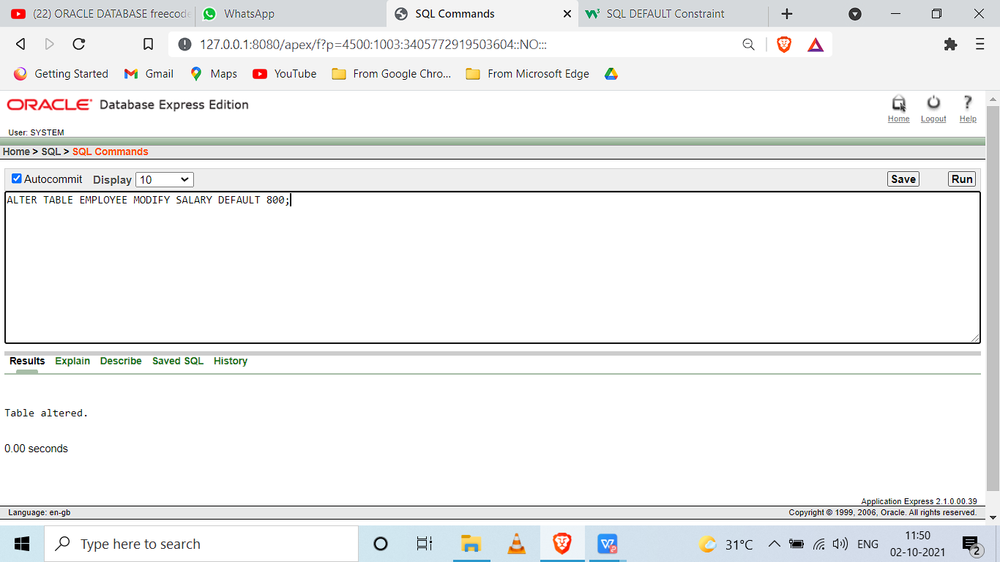 (22) ORACLE DATABASE freecode
WhatsApp
SQL Commands
SQL DEFAULT Constraint
127.0.0.1:8080/apex/f?p=4500:1003:3405772919503604::NO:::
Getting Started
Gmail
Maps
YouTube
From Google Chro...
From Microsoft Edge
ORACLE Database Express Edition
Home
Logout
Help
User: SYSTEM
Home > SQL > SQL Commands
Autocommit Display 10
Save
Run
ALTER TABLE EMPLOYEE MODIFY SALARY DEFAULT 800;
Results Explain Describe Saved SQL History
Table altered.
0.00 seconds
Application Express 2.1.0.00.39
Language: en-gb
Copyright © 1999, 2006, Oracle. All rights reserved.
Type here to search
31°C
ENG
11:50
02-10-2021
2